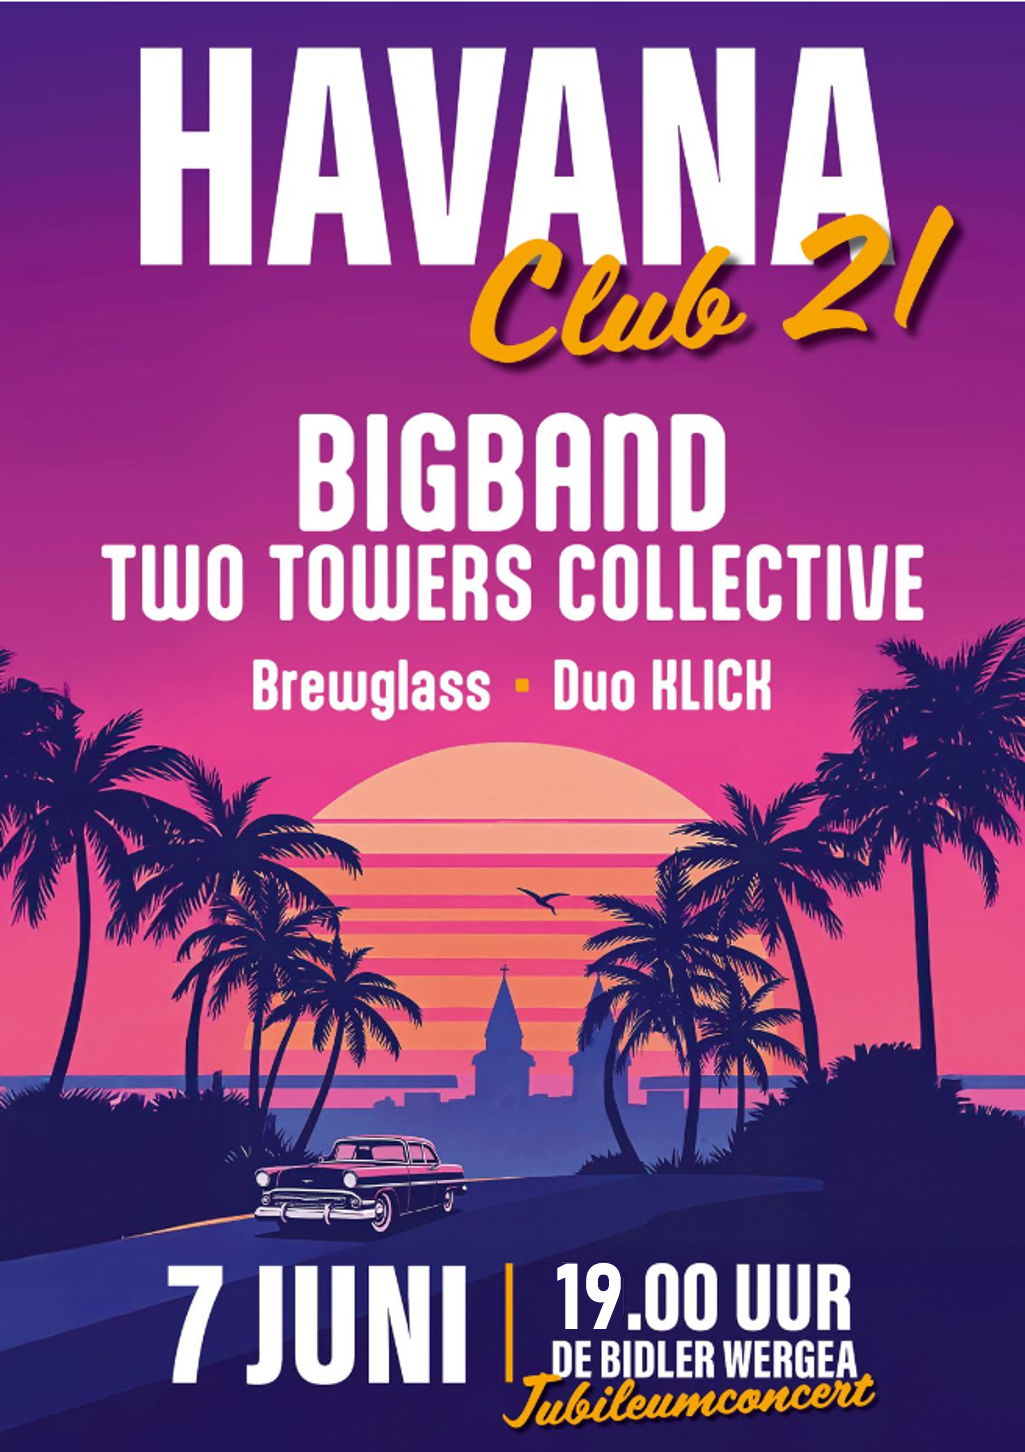 HAVANA
Club 21
BIGBAND
TWO TOWERS COLLECTIVE
Brewglass ▪ Duo KLICK
7 JUNI
19.00 UUR
DE BIDLER WERGEA
Jubileumconcert